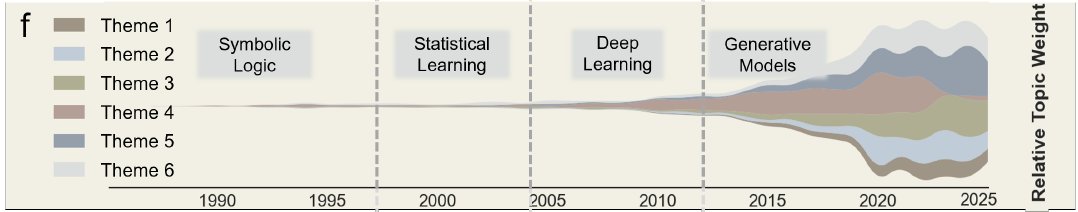 f
Theme 1
Theme 2
Theme 3
Theme 4
Theme 5
Theme 6
Symbolic
Logic
Statistical
Learning
Deep
Learning
Generative
Models
Relative Topic Weight
1990 1995 2000 2005 2010 2015 2020 2025